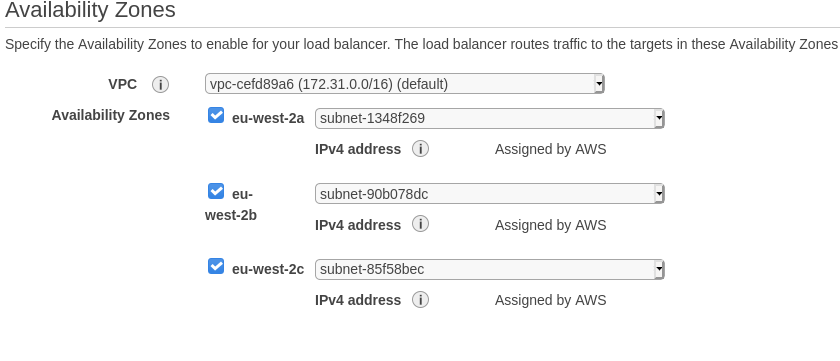 Availability Zones
Specify the Availability Zones to enable for your load balancer. The load balancer routes traffic to the targets in these Availability Zones
VPC i vpc-cefd89a6 (172.31.0.0/16) (default)
Availability Zones eu-west-2a subnet-1348f269
IPv4 address i Assigned by AWS
eu- subnet-90b078dc
west-2b
IPv4 address i Assigned by AWS
eu-west-2c subnet-85f58bec
IPv4 address i Assigned by AWS